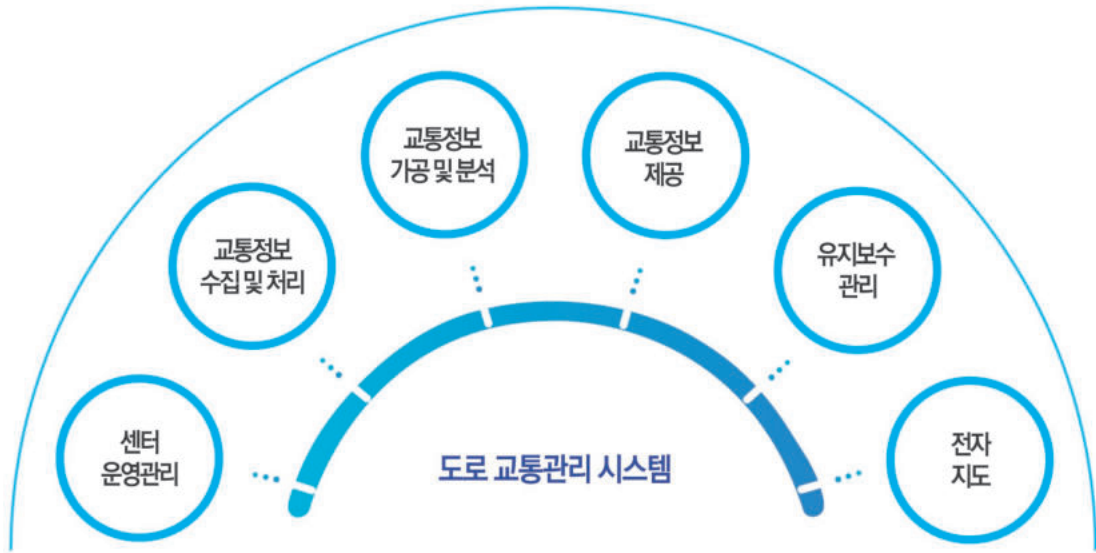 교통정보
가공 및 분석
교통정보
제공
교통정보
수집 및 처리
유지보수
관리
센터
운영관리
도로 교통관리 시스템
전자
지도